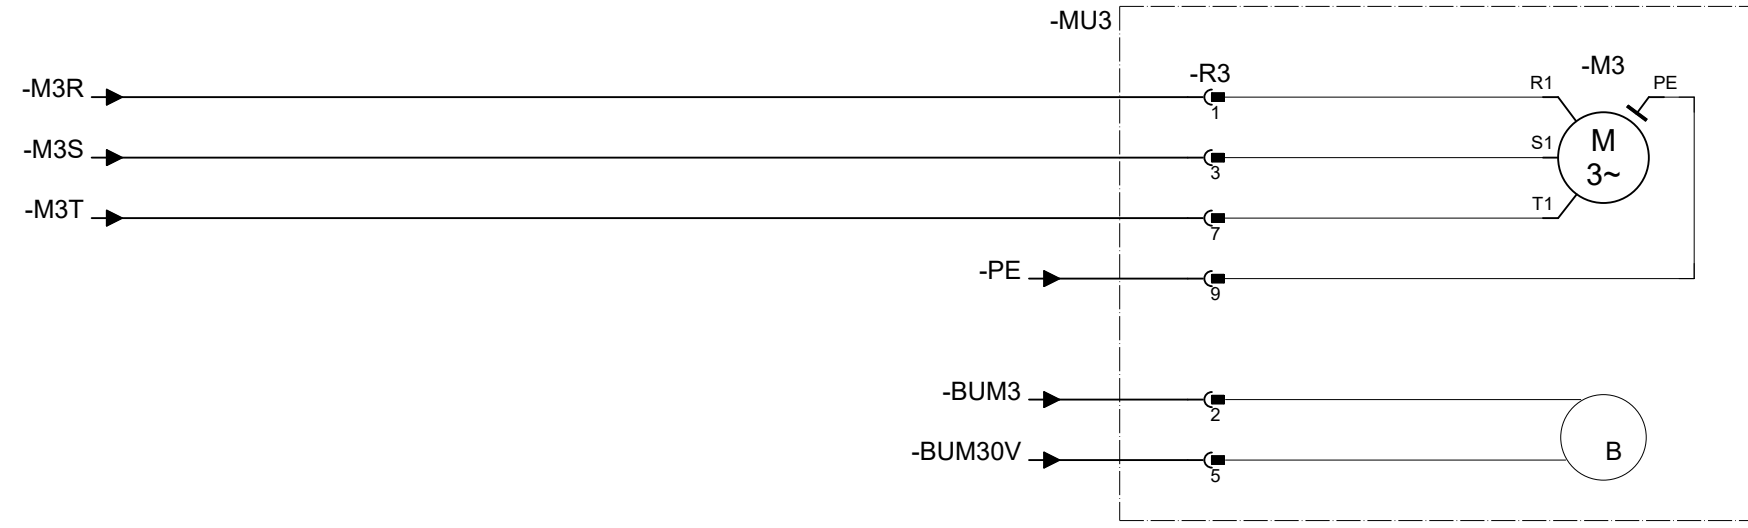 -MU3
-M3
-M3R
-R3
R1
PE
1
M
3~
-M3S
S1
3
-M3T
T1
7
-PE
9
-BUM3
2
B
-BUM30V
5